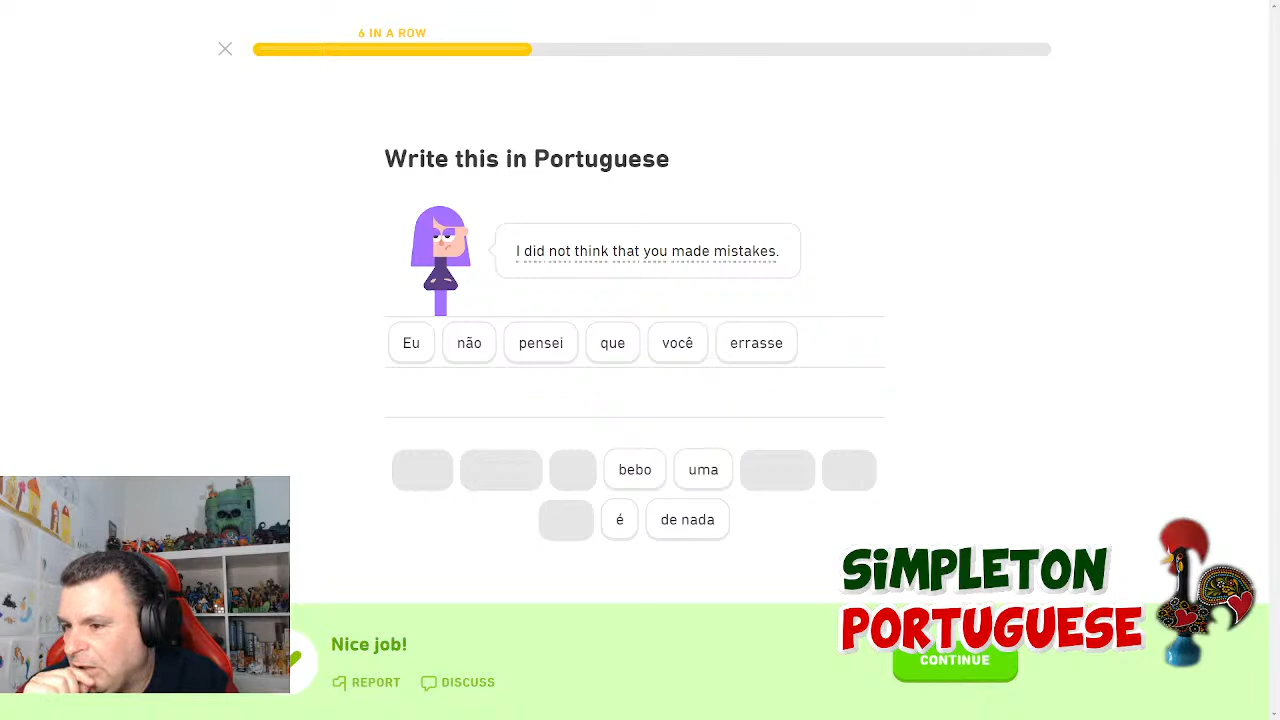 6 IN A ROW
Write this in Portuguese
I did not think that you made mistakes.
Eu não pensei que você errasse
bebo uma
é de nada
SiMPLETON
PORTUGUESE
Nice job!
CONTINUE
REPORT DISCUSS